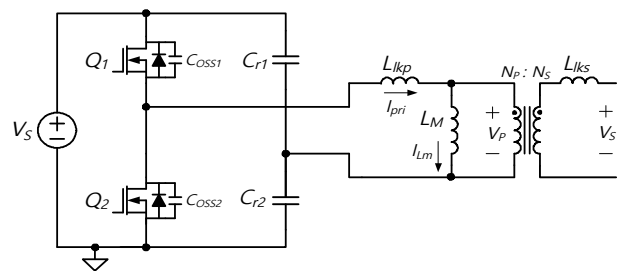 Q1
COSS1
Cr1
Llkp
NP : NS
Llks
Ipri
LM
VS
+
−
+
VP
−
+
VS
−
ILm
Q2
COSS2
Cr2